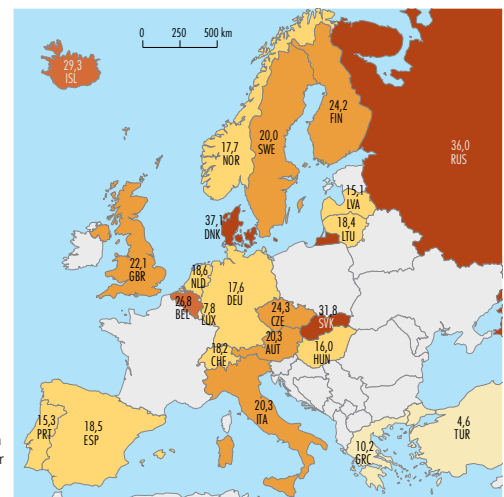 0 250 500 km
29,3
ISL
24,2
FIN
20,0
SWE
17,7
NOR
36,0
RUS
15,1
LVA
18,4
LTU
37,1
DNK
22,1
GBR
18,6
NLD
17,6
DEU
26,8
BEL
7,8
LUX
24,3
CZE
31,8
SVK
20,3
AUT
16,0
HUN
18,2
CHE
15,3
PRT
18,5
ESP
20,3
ITA
10,2
GRC
4,6
TUR